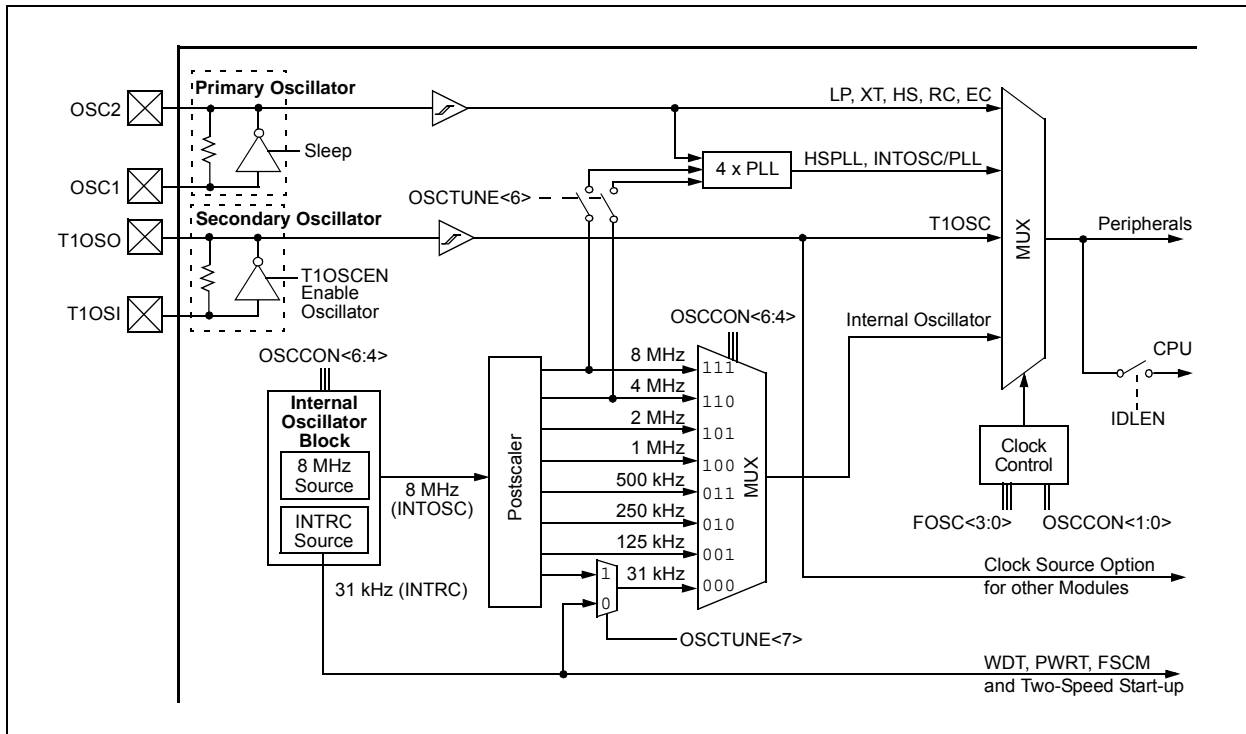 Primary Oscillator
OSC2
Sleep
OSC1
LP, XT, HS, RC, EC
4 x PLL
HSPLL, INTOSC/PLL
OSCTUNE<6>
Secondary Oscillator
T1OSO
T1OSCEN
Enable
Oscillator
T1OSI
T1OSC
MUX
Peripherals
Internal Oscillator
CPU
IDLEN
Clock
Control
FOSC<3:0>
OSCCON<1:0>
OSCCON<6:4>
Internal
Oscillator
Block
8 MHz
Source
INTRC
Source
8 MHz
(INTOSC)
31 kHz (INTRC)
Postscaler
OSCCON<6:4>
8 MHz
111
4 MHz
110
2 MHz
101
1 MHz
100
500 kHz
011
250 kHz
010
125 kHz
001
1
0
31 kHz
000
MUX
OSCTUNE<7>
Clock Source Option
for other Modules
WDT, PWRT, FSCM
and Two-Speed Start-up